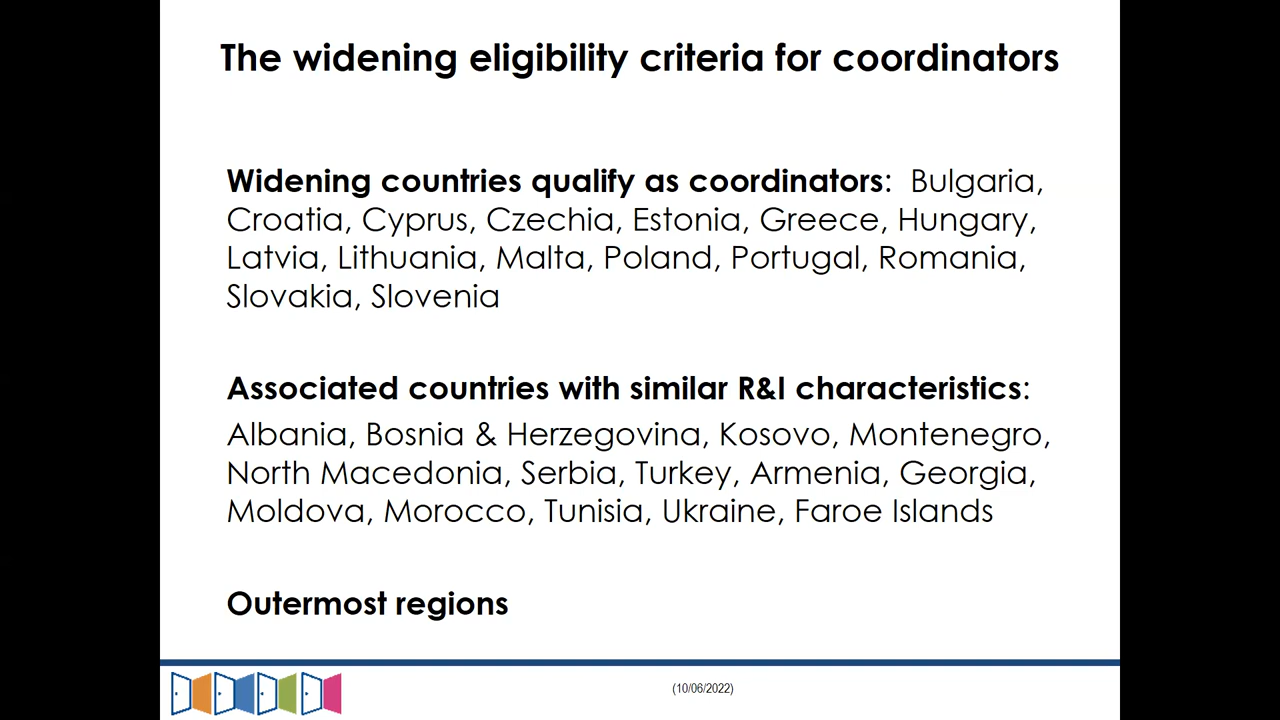 The widening eligibility criteria for coordinators
Widening countries qualify as coordinators: Bulgaria,
Croatia, Cyprus, Czechia, Estonia, Greece, Hungary,
Latvia, Lithuania, Malta, Poland, Portugal, Romania,
Slovakia, Slovenia
Associated countries with similar R&I characteristics:
Albania, Bosnia & Herzegovina, Kosovo, Montenegro,
North Macedonia, Serbia, Turkey, Armenia, Georgia,
Moldova, Morocco, Tunisia, Ukraine, Faroe Islands
Outermost regions
(10/06/2022)